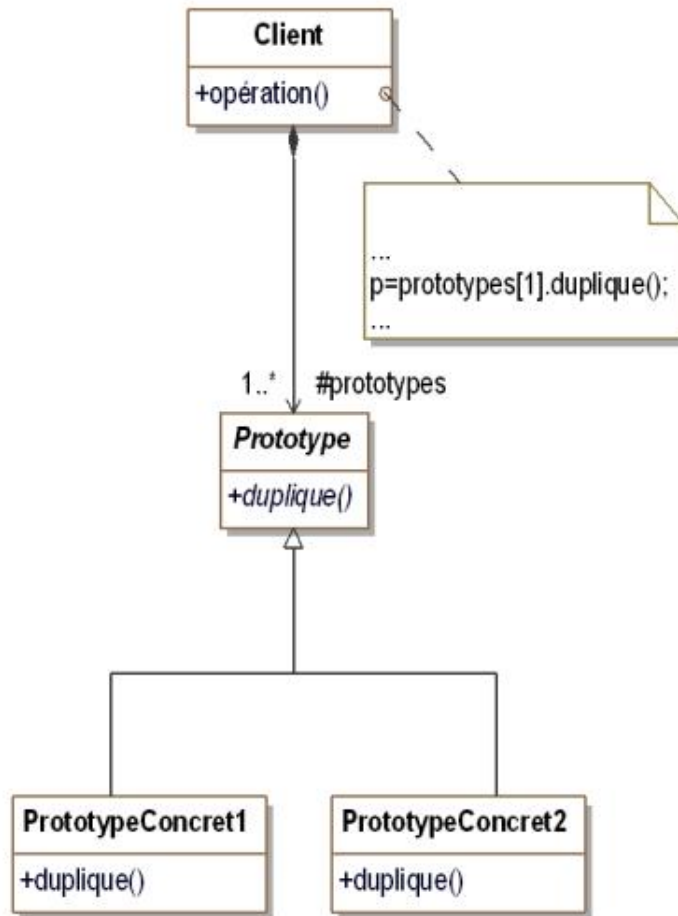 Client
+opération()
...
p=prototypes[1].duplique();
...
1..* #prototypes
Prototype
+duplique()
PrototypeConcret1
+duplique()
PrototypeConcret2
+duplique()